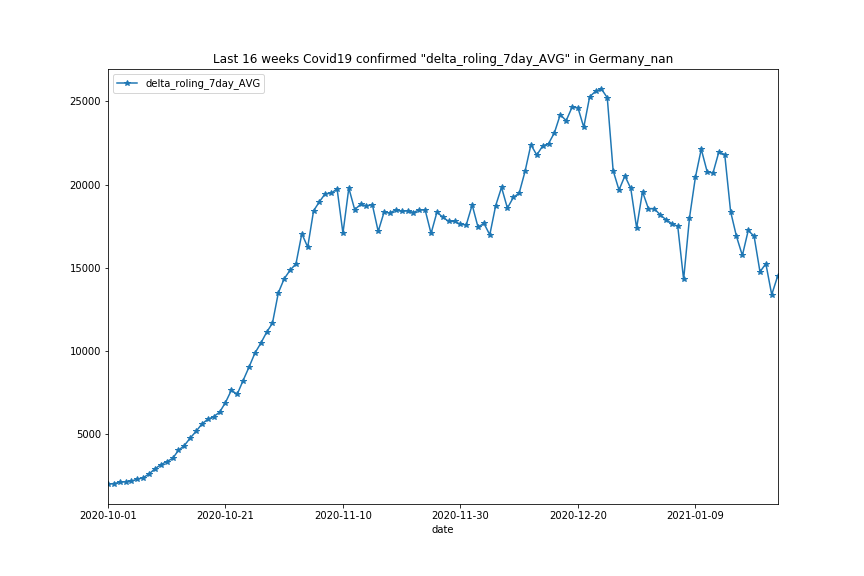 Last 16 weeks Covid19 confirmed "delta_roling_7day_AVG" in Germany_nan
delta_roling_7day_AVG
25000
20000
15000
10000
5000
2020-10-01 2020-10-21 2020-11-10 2020-11-30 2020-12-20 2021-01-09
date